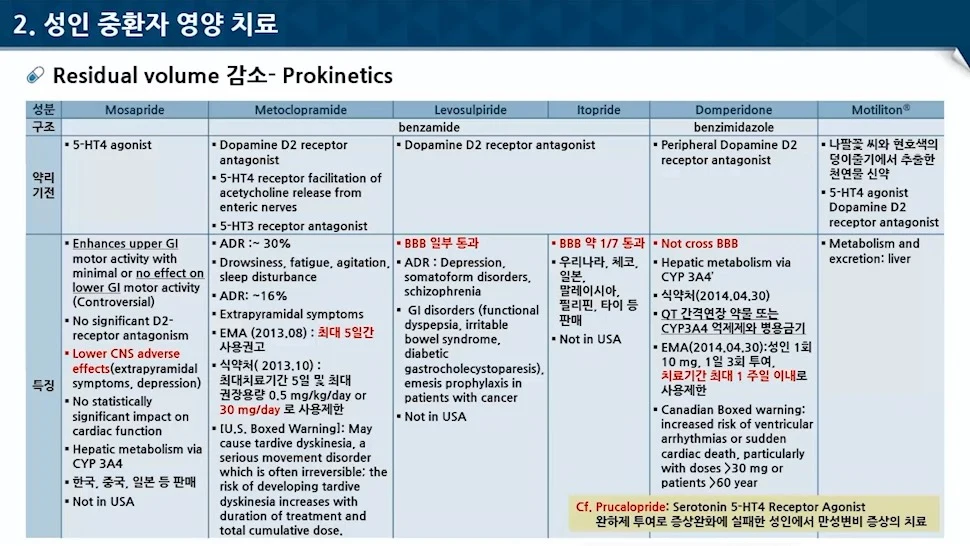 2. 성인 중환자 영양 치료
Residual volume 감소- Prokinetics
성분 Mosapride Metoclopramide Levosulpiride Itopride Domperidone Motiliton®
구조 benzamide benzimidazole
약리
기전
▪ 5-HT4 agonist
▪ Dopamine D2 receptor
antagonist
▪ 5-HT4 receptor facilitation of
acetycholine release from
enteric nerves
▪ 5-HT3 receptor antagonist
▪ Dopamine D2 receptor antagonist
▪ Peripheral Dopamine D2
receptor antagonist
▪ 나팔꽃 씨와 현호색의
덩이줄기에서 추출한
천연물 신약
▪ 5-HT4 agonist
Dopamine D2
receptor antagonist
특징
▪ Enhances upper GI
motor activity with
minimal or no effect on
lower GI motor activity
(Controversial)
▪ No significant D2-
receptor antagonism
▪ Lower CNS adverse
effects(extrapyramidal
symptoms, depression)
▪ No statistically
significant impact on
cardiac function
▪ Hepatic metabolism via
CYP 3A4
▪ 한국, 중국, 일본 등 판매
▪ Not in USA
▪ ADR :~ 30%
▪ Drowsiness, fatigue, agitation,
sleep disturbance
▪ ADR: ~16%
▪ Extrapyramidal symptoms
▪ EMA (2013.08) : 최대 5일간
사용권고
▪ 식약처( 2013.10) :
최대치료기간 5일 및 최대
권장용량 0.5 mg/kg/day or
30 mg/day 로 사용제한
▪ [U.S. Boxed Warning]: May
cause tardive dyskinesia, a
serious movement disorder
which is often irreversible: the
risk of developing tardive
dyskinesia increases with
duration of treatment and
total cumulative dose.
▪ BBB 일부 통과
▪ ADR : Depression,
somatoform disorders,
schizophrenia
▪ GI disorders (functional
dyspepsia, irritable
bowel syndrome,
diabetic
gastrocholecystoparesis),
emesis prophylaxis in
patients with cancer
▪ Not in USA
▪ BBB 약 1/7 통과
▪ 우리나라, 체코,
일본,
말레이시아,
필리핀, 타이 등
판매
▪ Not in USA
▪ Not cross BBB
▪ Hepatic metabolism via
CYP 3A4'
▪ 식약처(2014.04.30)
▪ QT 간격연장 약물 또는
CYP3A4 억제제와 병용금기
▪ EMA(2014.04.30):성인 1회
10 mg, 1일 3회 투여,
치료기간 최대 1 주일 이내로
사용제한
▪ Canadian Boxed warning:
increased risk of ventricular
arrhythmias or sudden
cardiac death, particularly
with doses >30 mg or
patients >60 year
▪ Metabolism and
excretion: liver
Cf. Prucalopride: Serotonin 5-HT4 Receptor Agonist
완하제 투여로 증상완화에 실패한 성인에서 만성변비 증상의 치료